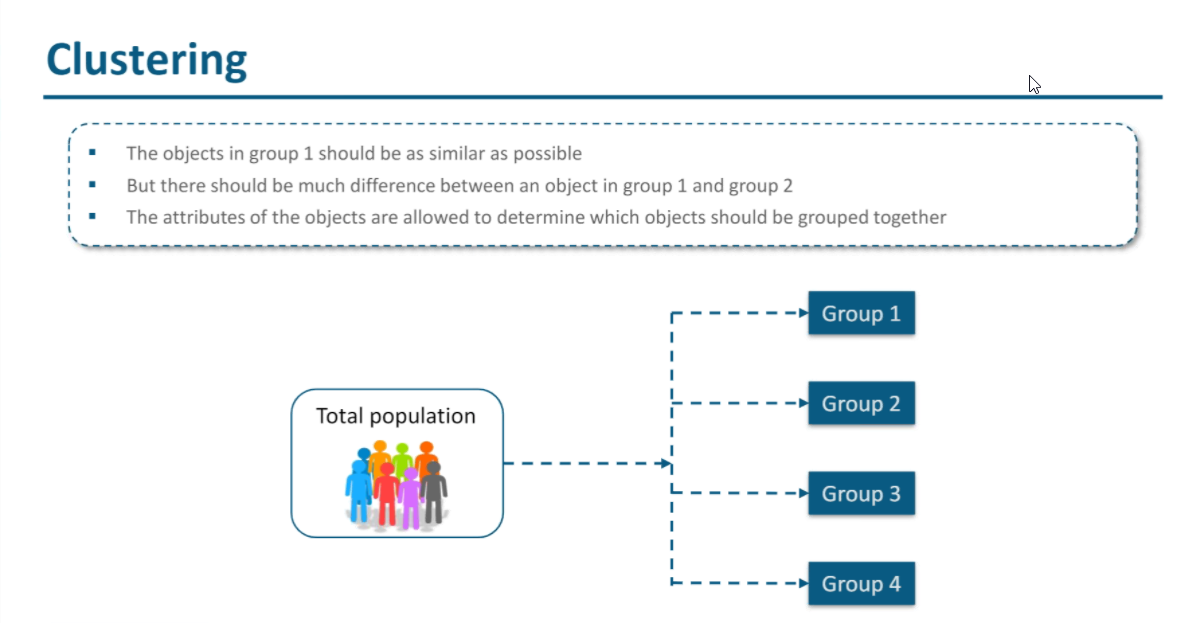 Clustering
▪ The objects in group 1 should be as similar as possible
▪ But there should be much difference between an object in group 1 and group 2
▪ The attributes of the objects are allowed to determine which objects should be grouped together
Total population
Group 1
Group 2
Group 3
Group 4